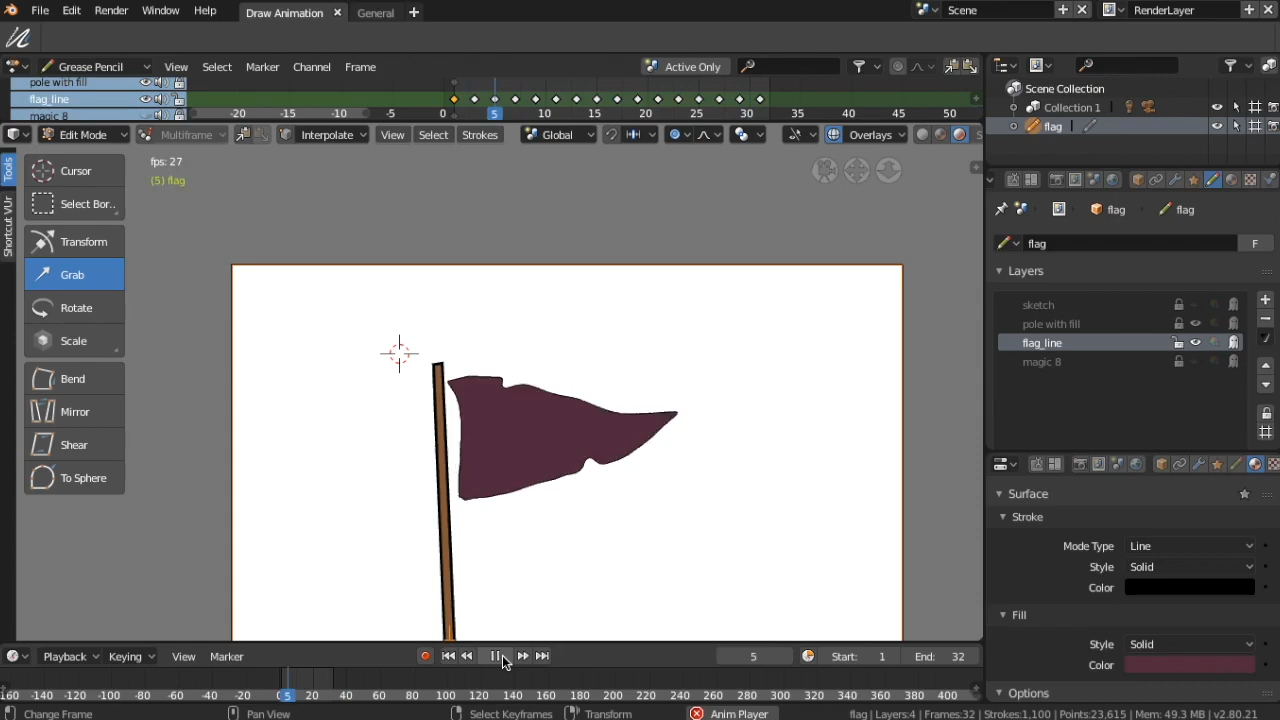 File Edit Render Window Help Draw Animation General Scene RenderLayer
Grease Pencil View Select Marker Channel Frame Active Only
pole with fill
flag_line
magic 8
-20 -15 -10 -5 0 5 10 15 20 25 30 35 40 45 50
Edit Mode Multiframe Interpolate View Select Strokes Global Overlays
Tools
Shortcut VUr
Cursor
Select Bor..
Transform
Grab
Rotate
Scale
Bend
Mirror
Shear
To Sphere
fps: 27
(5) flag
Scene Collection
Collection 1
flag
flag flag
flag F
Layers
sketch
pole with fill
flag_line
magic 8
Surface
Stroke
Mode Type Line
Style Solid
Color
Fill
Style Solid
Color
Options
Playback Keying View Marker 5 Start: 1 End: 32
-160 -140 -120 -100 -80 -60 -40 -20 5 20 40 60 80 100 120 140 160 180 200 220 240 260 280 300 320 340 360 380 400
Change Frame Pan View Select Keyframes Transform Anim Player flag | Layers:4 | Frames:32 | Strokes:1,100 | Points:23,615 | Mem: 49.3 MB | v2.80.21